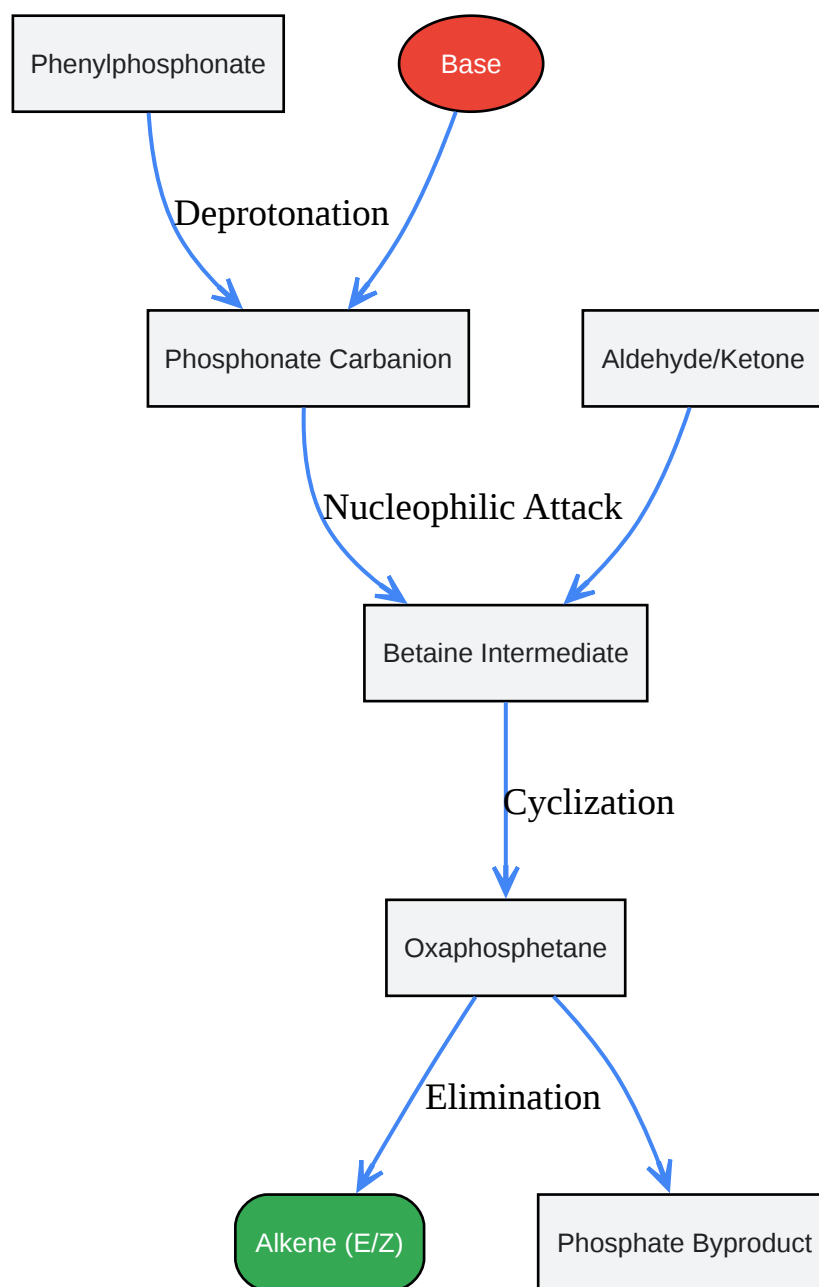 Phenylphosphonate
Base
Deprotonation
Phosphonate Carbanion
Aldehyde/Ketone
Nucleophilic Attack
Betaine Intermediate
Cyclization
Oxaphosphetane
Elimination
Alkene (E/Z)
Phosphate Byproduct